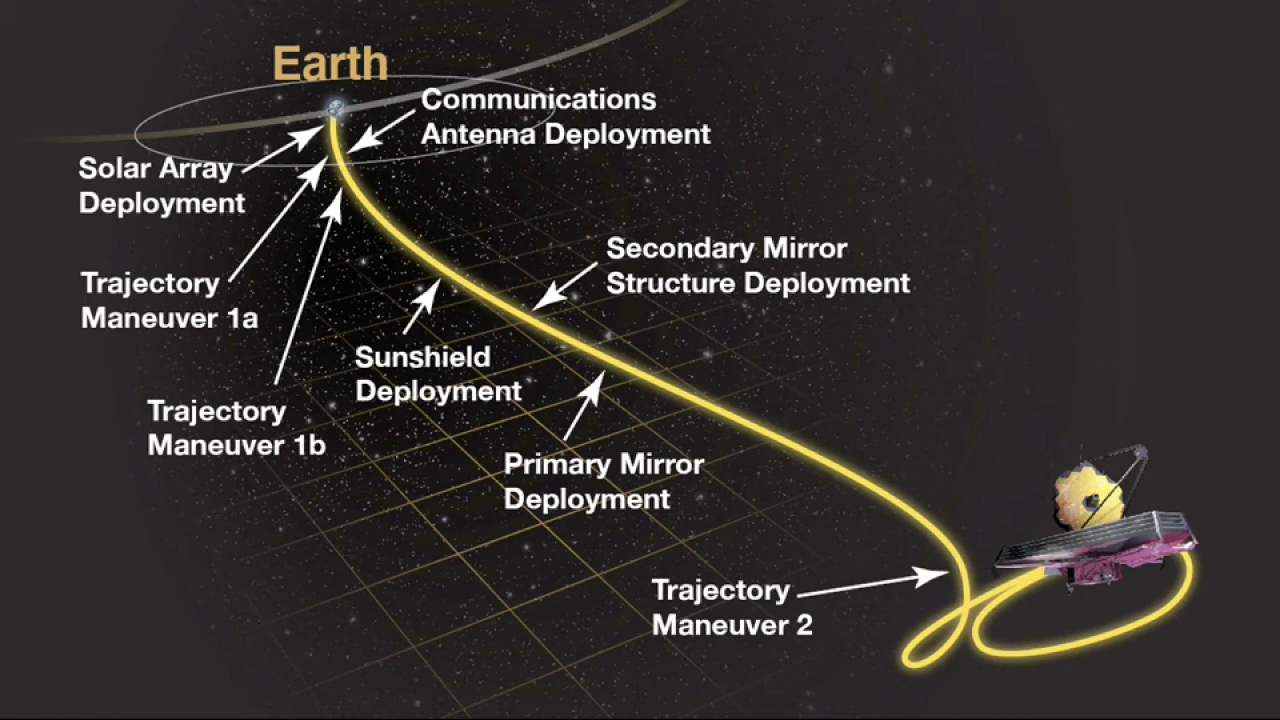 Earth
Communications
Antenna Deployment
Solar Array
Deployment
Trajectory
Maneuver 1a
Secondary Mirror
Structure Deployment
Sunshield
Deployment
Trajectory
Maneuver 1b
Primary Mirror
Deployment
Trajectory
Maneuver 2